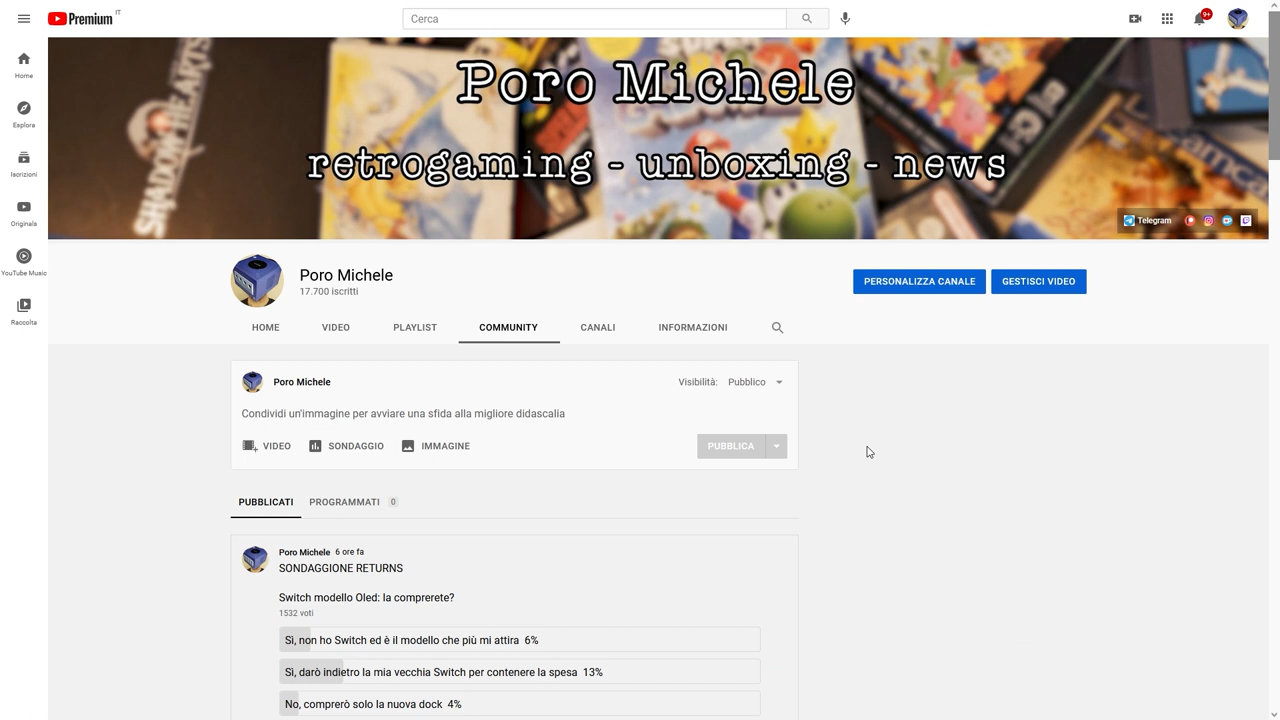 Premium IT
Cerca
9+
Home
Esplora
Iscrizioni
Originals
YouTube Music
Raccolta
SHADOW THE ARTS
Poro Michele
retrogaming - unboxing - news
Telegram
Poro Michele
17.700 iscritti
PERSONALIZZA CANALE
GESTISCI VIDEO
HOME
VIDEO
PLAYLIST
COMMUNITY
CANALI
INFORMAZIONI
Poro Michele
Visibilità: Pubblico
Condividi un'immagine per avviare una sfida alla migliore didascalia
VIDEO
SONDAGGIO
IMMAGINE
PUBBLICA
PUBBLICATI
PROGRAMMATI 0
Poro Michele 6 ore fa
SONDAGGIONE RETURNS
Switch modello Oled: la comprerete?
1532 voti
Sì, non ho Switch ed è il modello che più mi attira 6%
Sì, darò indietro la mia vecchia Switch per contenere la spesa 13%
No, comprerò solo la nuova dock 4%